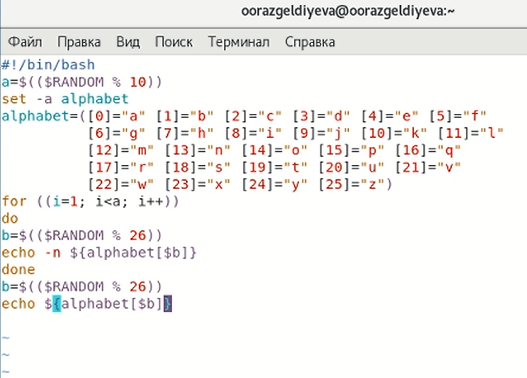 oorazgeldiyeva@oorazgeldiyeva:~
Файл Правка Вид Поиск Терминал Справка
#!/bin/bash
a=$(($RANDOM % 10))
set -a alphabet
alphabet=([0]="a" [1]="b" [2]="c" [3]="d" [4]="e" [5]="f"
          [6]="g" [7]="h" [8]="i" [9]="j" [10]="k" [11]="l"
          [12]="m" [13]="n" [14]="o" [15]="p" [16]="q"
          [17]="r" [18]="s" [19]="t" [20]="u" [21]="v"
          [22]="w" [23]="x" [24]="y" [25]="z")
for ((i=1; i<a; i++))
do
b=$(($RANDOM % 26))
echo -n ${alphabet[$b]}
done
b=$(($RANDOM % 26))
echo ${alphabet[$b]}
~
~
~